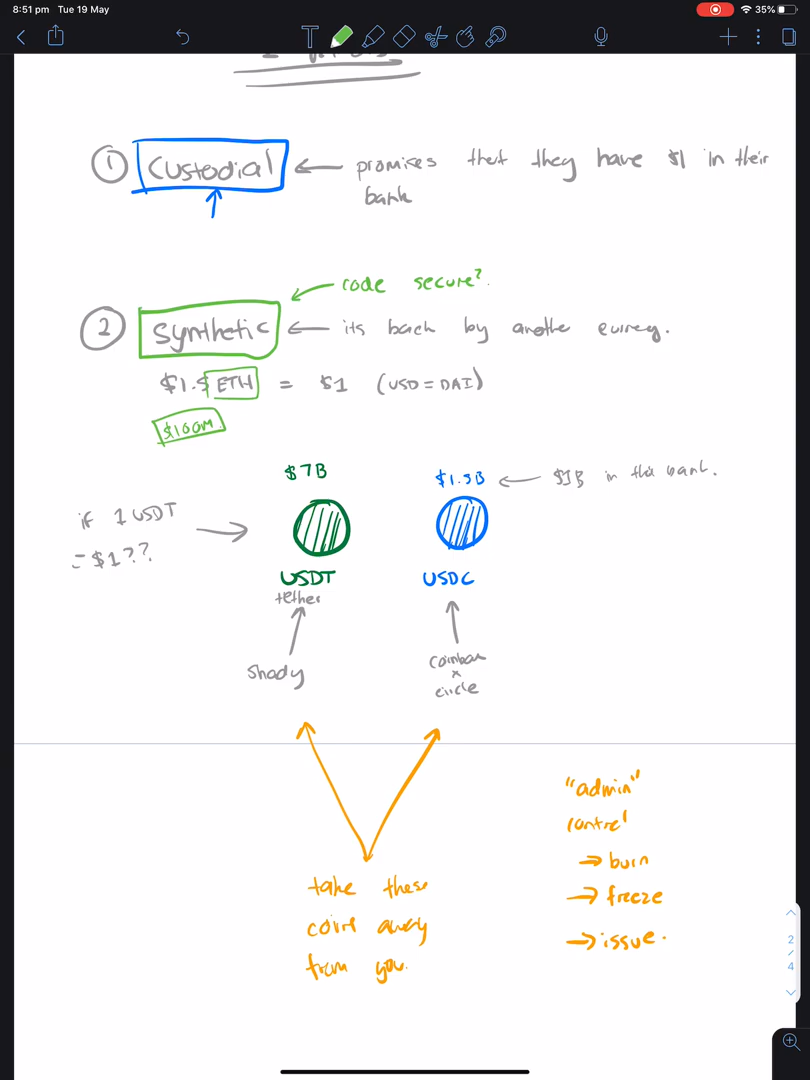 8:51 pm Tue 19 May
35%
1 Custodial ← promises that they have $1 in their
bank
code secure?
2 Synthetic ← its back by another
$1.5 ETH = $1 (USD = DAI)
$100M
$7B
$1.5B ← $1B in their bank.
if 1 USDT →
= $1??
USDT
tether
USDC
Shady
coinbase
x
circle
"admin"
control
→ burn
→ freeze
→ issue.
take these
coins away
from you.
2
/
4